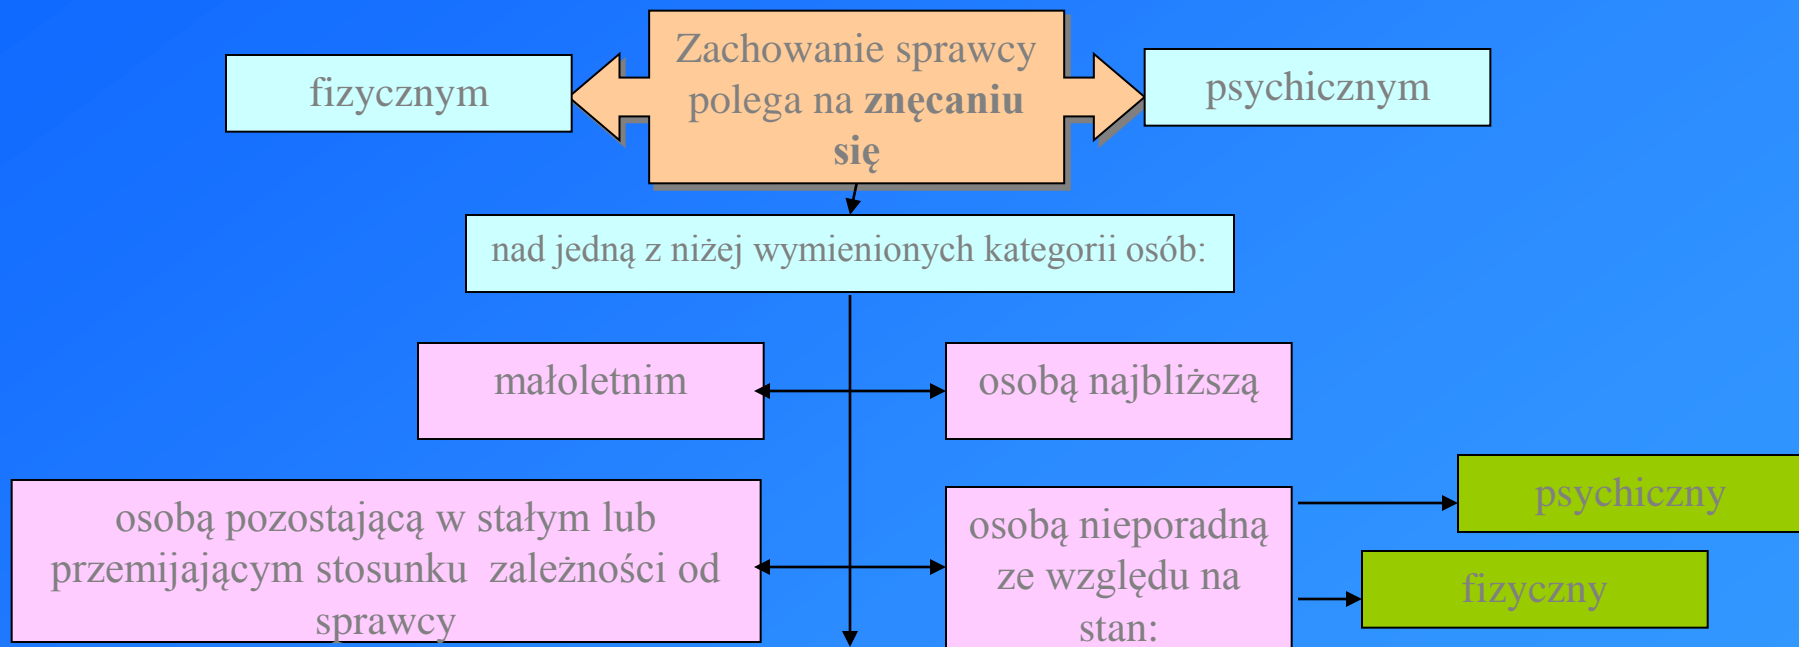 Zachowanie sprawcy
polega na znęcaniu
się
fizycznym
psychicznym
nad jedną z niżej wymienionych kategorii osób:
małoletnim
osobą najbliższą
osobą pozostającą w stałym lub
przemijającym stosunku zależności od
sprawcy
osobą nieporadną
ze względu na
stan:
psychiczny
fizyczny